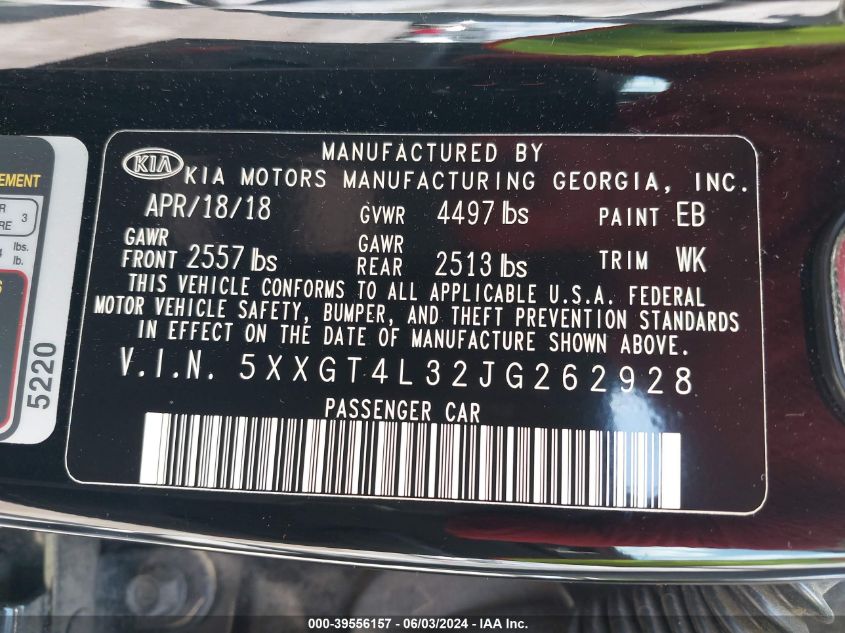 MANUFACTURED BY
KIA KIA MOTORS MANUFACTURING GEORGIA, INC.
APR/18/18 GVWR 4497 lbs PAINT EB
GAWR FRONT 2557 lbs GAWR REAR 2513 lbs TRIM WK
THIS VEHICLE CONFORMS TO ALL APPLICABLE U.S.A. FEDERAL
MOTOR VEHICLE SAFETY, BUMPER, AND THEFT PREVENTION STANDARDS
IN EFFECT ON THE DATE OF MANUFACTURE SHOWN ABOVE.
V.I.N. 5XXGT4L32JG262928
PASSENGER CAR
3
lbs.
lb.
5220
000-39556157 - 06/03/2024 - IAA Inc.